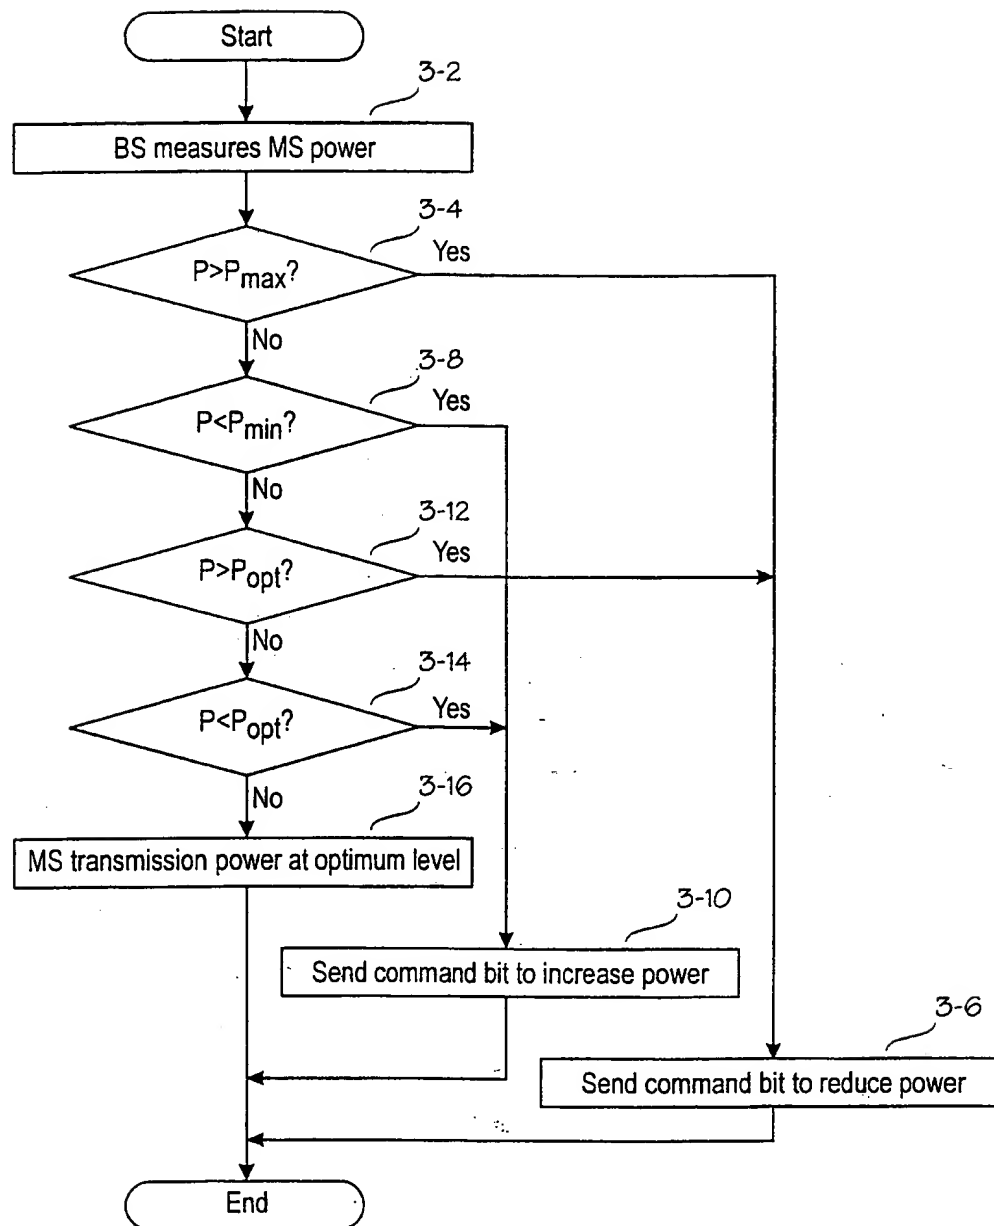 Start
3-2
BS measures MS power
3-4
P>Pmax?
Yes
No
3-8
P<Pmin?
Yes
No
3-12
P>Popt?
Yes
No
3-14
P<Popt?
Yes
No
3-16
MS transmission power at optimum level
3-10
Send command bit to increase power
3-6
Send command bit to reduce power
End